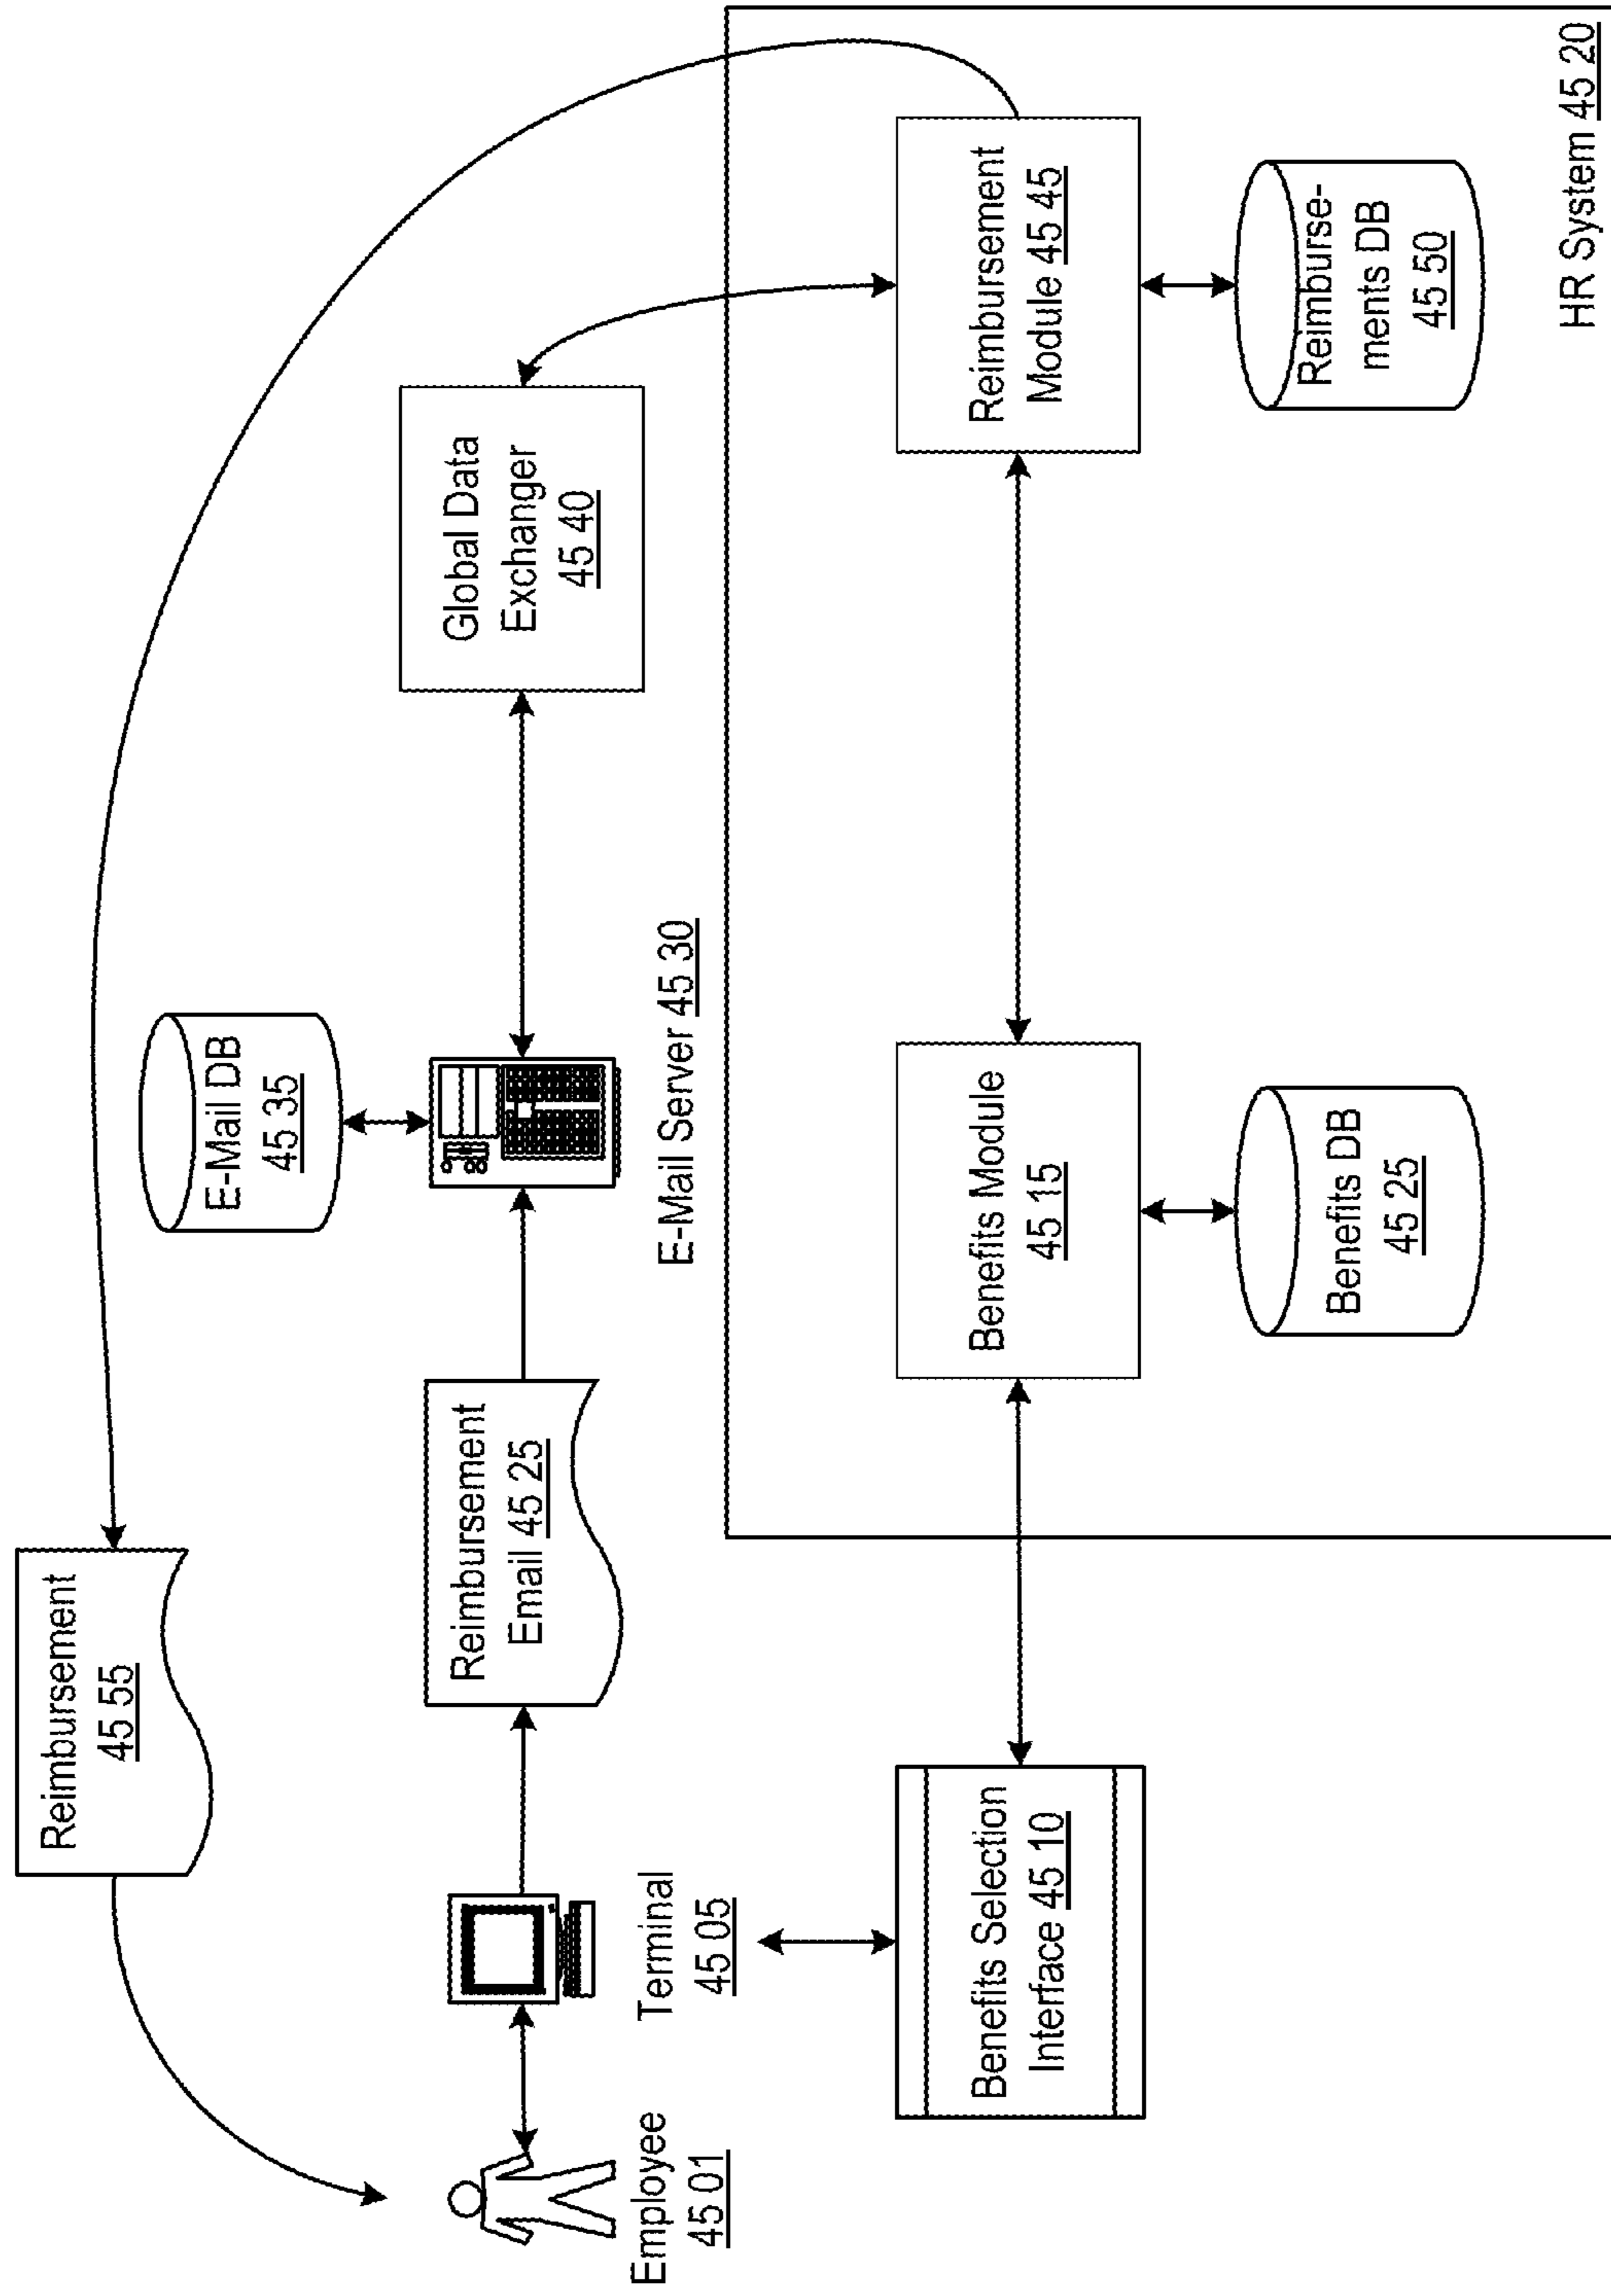 Reimbursement
45 55
E-Mail DB
45 35
Global Data
Exchanger
45 40
Reimbursement
Email 45 25
Employee
45 01
Terminal
45 05
E-Mail Server 45 30
Benefits Selection
Interface 45 10
Benefits Module
45 15
Reimbursement
Module 45 45
Benefits DB
45 25
Reimburse-
ments DB
45 50
HR System 45 20